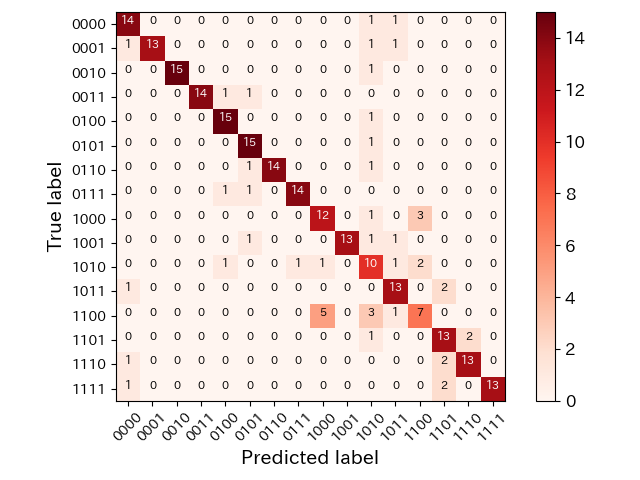 0000 14 0 0 0 0 0 0 0 0 0 1 1 0 0 0 0
0001 1 13 0 0 0 0 0 0 0 0 1 1 0 0 0 0
0010 0 0 15 0 0 0 0 0 0 0 1 0 0 0 0 0
0011 0 0 0 14 1 1 0 0 0 0 0 0 0 0 0 0
0100 0 0 0 0 15 0 0 0 0 0 1 0 0 0 0 0
0101 0 0 0 0 0 15 0 0 0 0 1 0 0 0 0 0
0110 0 0 0 0 0 1 14 0 0 0 1 0 0 0 0 0
0111 0 0 0 0 1 1 0 14 0 0 0 0 0 0 0 0
1000 0 0 0 0 0 0 0 0 12 0 1 0 3 0 0 0
1001 0 0 0 0 0 1 0 0 0 13 1 1 0 0 0 0
1010 0 0 0 0 1 0 0 1 1 0 10 1 2 0 0 0
1011 1 0 0 0 0 0 0 0 0 0 0 13 0 2 0 0
1100 0 0 0 0 0 0 0 0 5 0 3 1 7 0 0 0
1101 0 0 0 0 0 0 0 0 0 0 1 0 0 13 2 0
1110 1 0 0 0 0 0 0 0 0 0 0 0 0 2 13 0
1111 1 0 0 0 0 0 0 0 0 0 0 0 0 2 0 13
0000 0001 0010 0011 0100 0101 0110 0111 1000 1001 1010 1011 1100 1101 1110 1111
True label
Predicted label
14
12
10
8
6
4
2
0